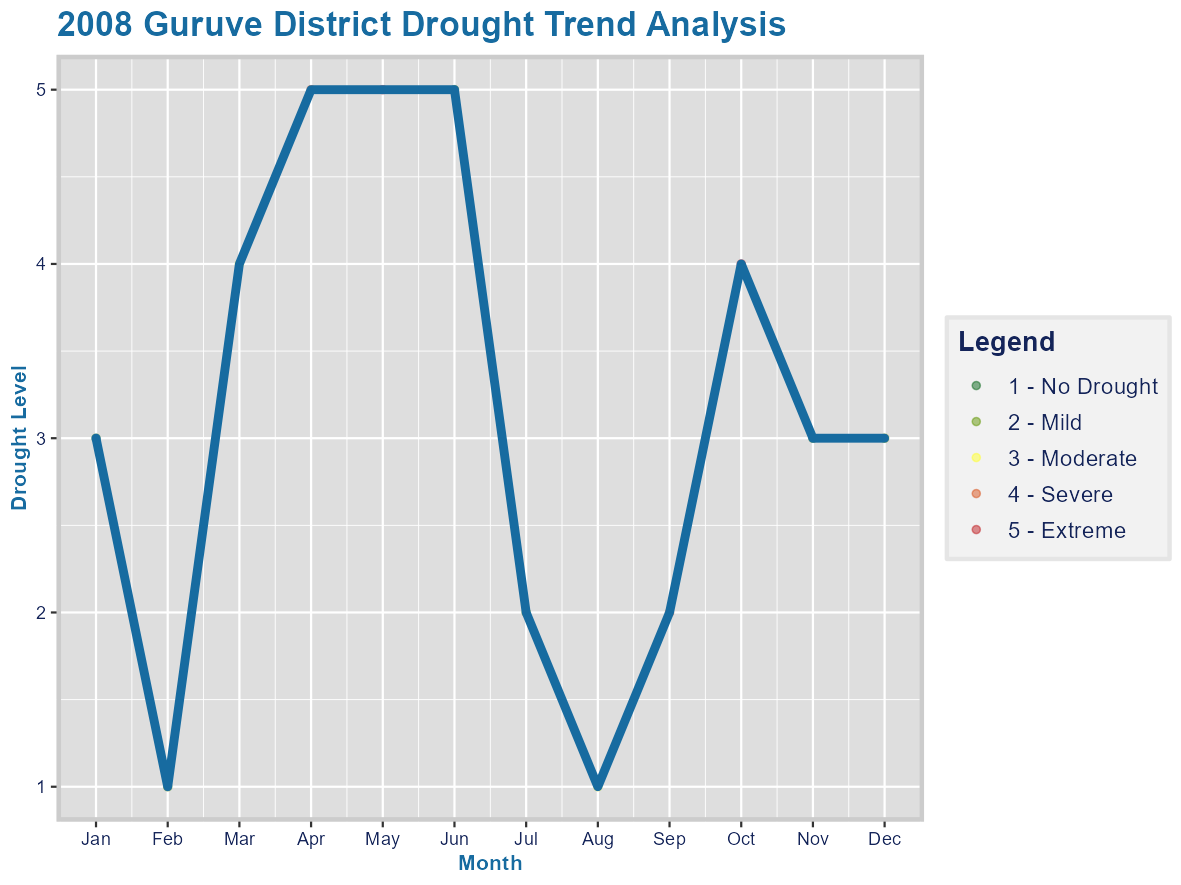 2008 Guruve District Drought Trend Analysis
5
4
3
2
1
Drought Level
Jan Feb Mar Apr May Jun Jul Aug Sep Oct Nov Dec
Month
Legend
1 - No Drought
2 - Mild
3 - Moderate
4 - Severe
5 - Extreme